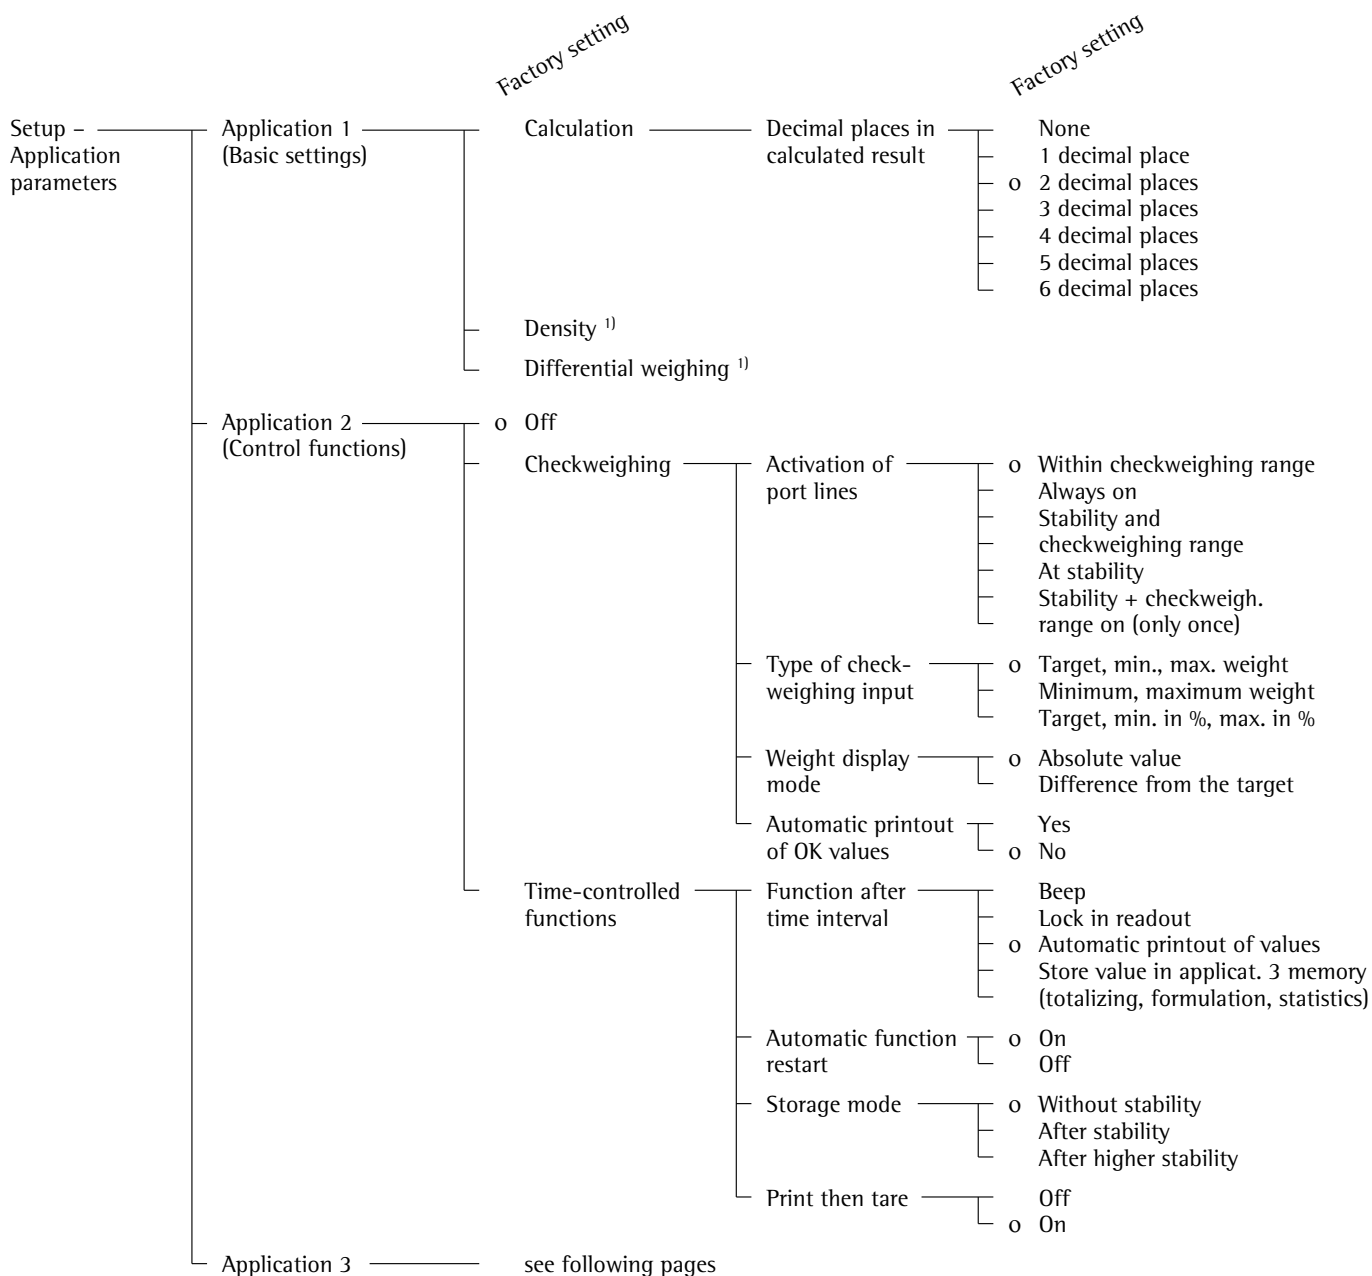 Factory setting
Factory setting
Setup –
Application
parameters
Application 1
(Basic settings)
Calculation
Decimal places in
calculated result
None
1 decimal place
o 2 decimal places
3 decimal places
4 decimal places
5 decimal places
6 decimal places
Density 1)
Differential weighing 1)
Application 2
(Control functions)
o Off
Checkweighing
Activation of
port lines
o Within checkweighing range
Always on
Stability and
checkweighing range
At stability
Stability + checkweigh.
range on (only once)
Type of check-
weighing input
o Target, min., max. weight
Minimum, maximum weight
Target, min. in %, max. in %
Weight display
mode
o Absolute value
Difference from the target
Automatic printout
of OK values
Yes
o No
Time-controlled
functions
Function after
time interval
Beep
Lock in readout
o Automatic printout of values
Store value in applicat. 3 memory
(totalizing, formulation, statistics)
Automatic function
restart
o On
Off
Storage mode
o Without stability
After stability
After higher stability
Print then tare
Off
o On
Application 3
see following pages